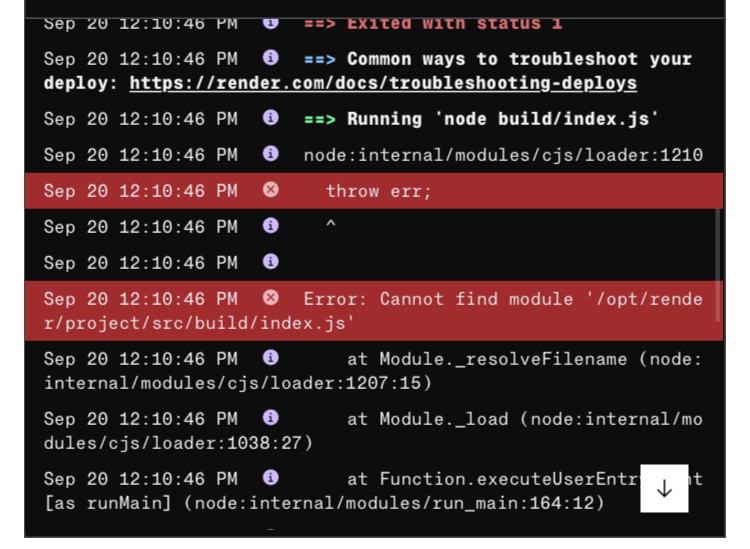 Sep 20 12:10:46 PM ==> Exited with status 1
Sep 20 12:10:46 PM ==> Common ways to troubleshoot your
deploy: https://render.com/docs/troubleshooting-deploys
Sep 20 12:10:46 PM ==> Running 'node build/index.js'
Sep 20 12:10:46 PM node:internal/modules/cjs/loader:1210
Sep 20 12:10:46 PM throw err;
Sep 20 12:10:46 PM ^
Sep 20 12:10:46 PM
Sep 20 12:10:46 PM Error: Cannot find module '/opt/rende
r/project/src/build/index.js'
Sep 20 12:10:46 PM at Module._resolveFilename (node:
internal/modules/cjs/loader:1207:15)
Sep 20 12:10:46 PM at Module._load (node:internal/mo
dules/cjs/loader:1038:27)
Sep 20 12:10:46 PM at
[as runMain] (node:internal/modules/run_main:164:12)